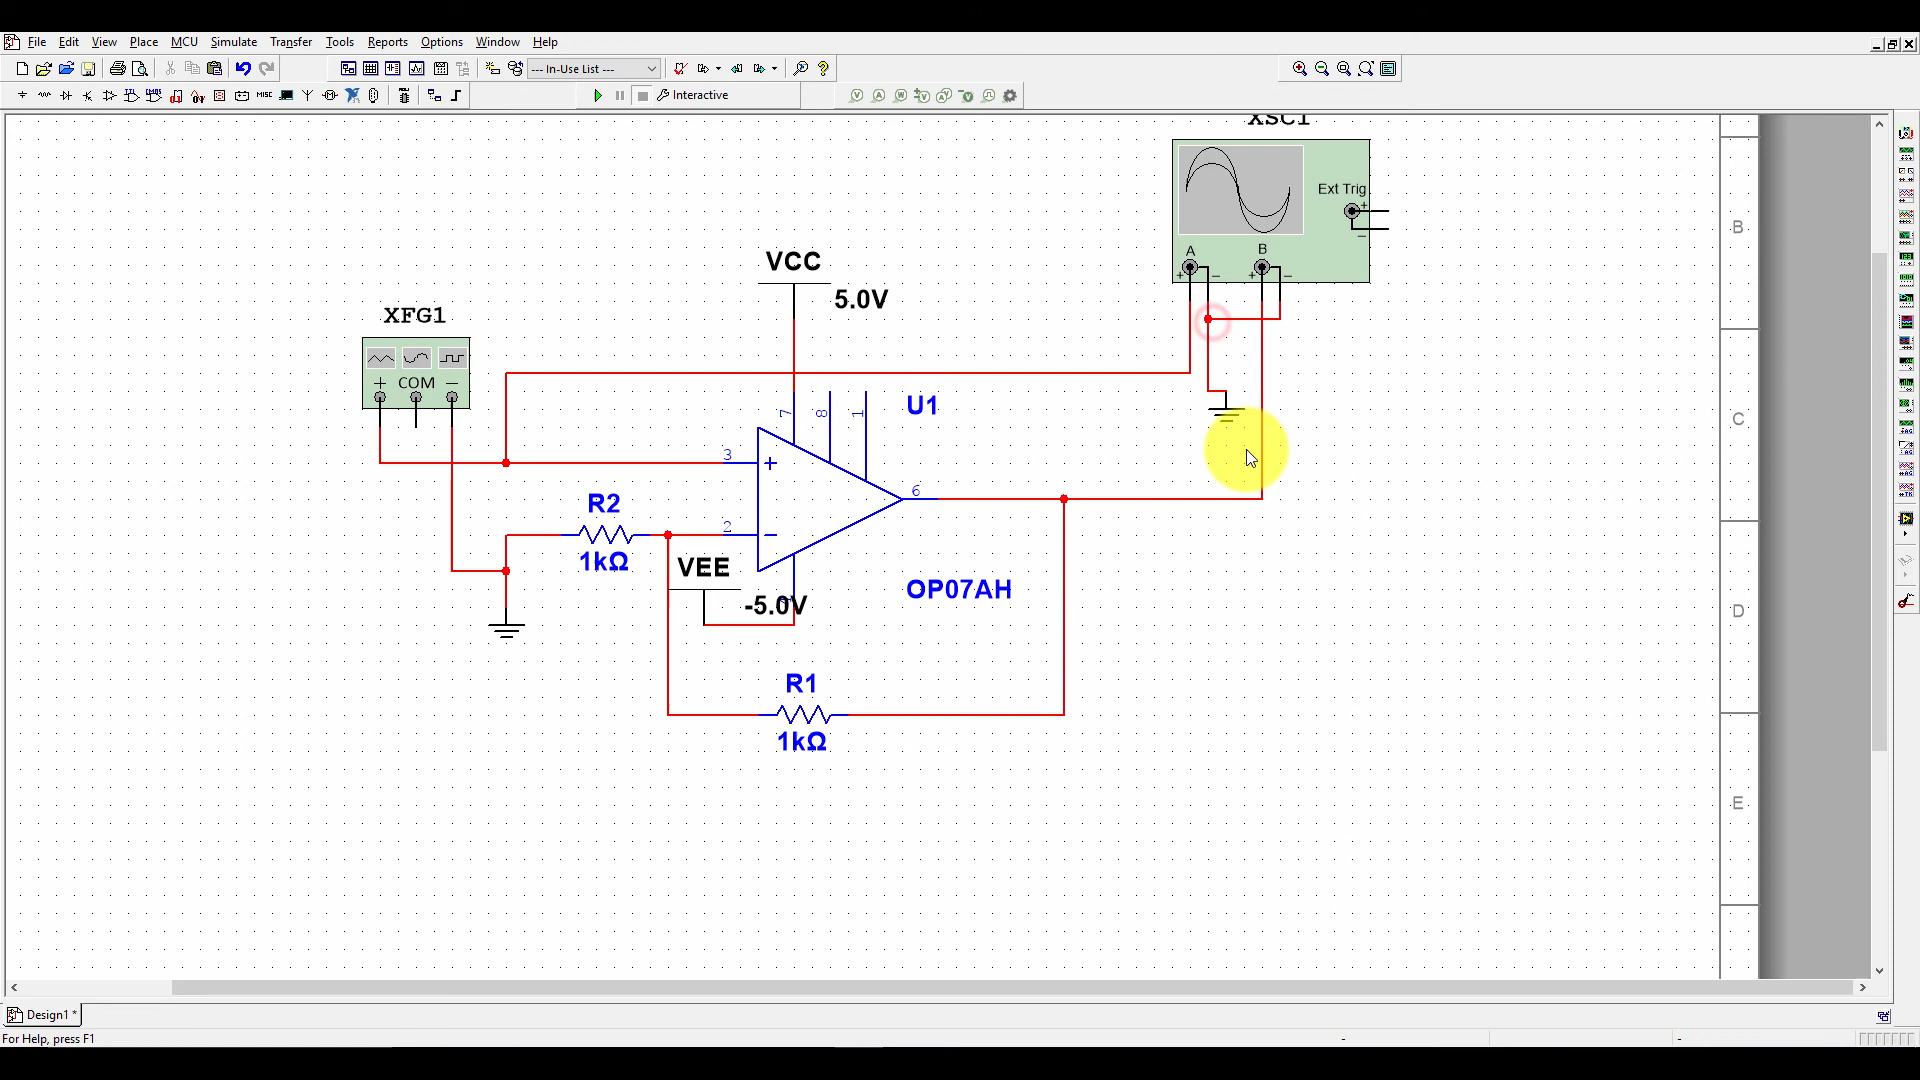 File Edit View Place MCU Simulate Transfer Tools Reports Options Window Help
--- In-Use List ---
MISC Interactive
XSC1
Ext Trig
+
−
A B
+ − + −
B
VCC
5.0V
XFG1
+ COM −
U1
7 8 1
C
3 +
6
R2
1kΩ
2 −
VEE
-5.0V
OP07AH
D
R1
1kΩ
E
Design1 *
For Help, press F1
- -